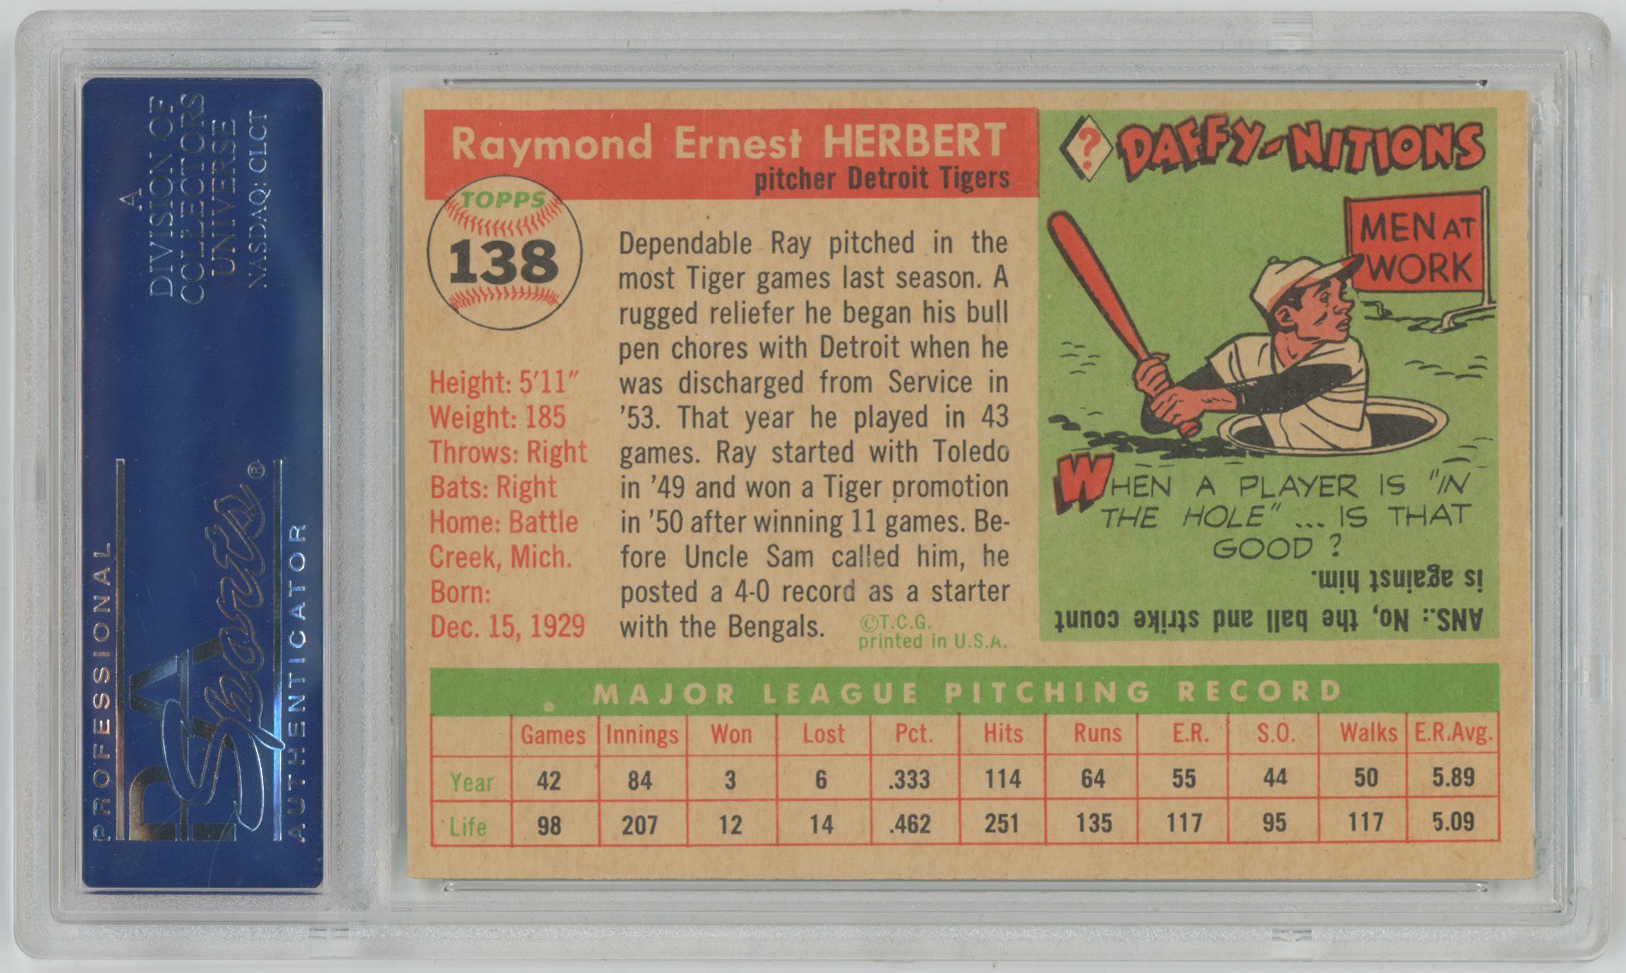 A
DIVISION OF
COLLECTORS
UNIVERSE
NASDAQ: CLCT
PROFESSIONAL
PSA
Sports®
AUTHENTICATOR
Raymond Ernest HERBERT
pitcher Detroit Tigers
TOPPS
138
Height: 5'11"
Weight: 185
Throws: Right
Bats: Right
Home: Battle
Creek, Mich.
Born:
Dec. 15, 1929
Dependable Ray pitched in the
most Tiger games last season. A
rugged reliefer he began his bull
pen chores with Detroit when he
was discharged from Service in
'53. That year he played in 43
games. Ray started with Toledo
in '49 and won a Tiger promotion
in '50 after winning 11 games. Be-
fore Uncle Sam called him, he
posted a 4-0 record as a starter
with the Bengals.
©T.C.G.
printed in U.S.A.
? DAFFY-NITIONS
MEN AT
WORK
WHEN A PLAYER IS "IN
THE HOLE" ... IS THAT
GOOD ?
ANS.: No, the ball and strike count
is against him.
MAJOR LEAGUE PITCHING RECORD
Games Innings Won Lost Pct. Hits Runs E.R. S.O. Walks E.R.Avg.
Year 42 84 3 6 .333 114 64 55 44 50 5.89
Life 98 207 12 14 .462 251 135 117 95 117 5.09